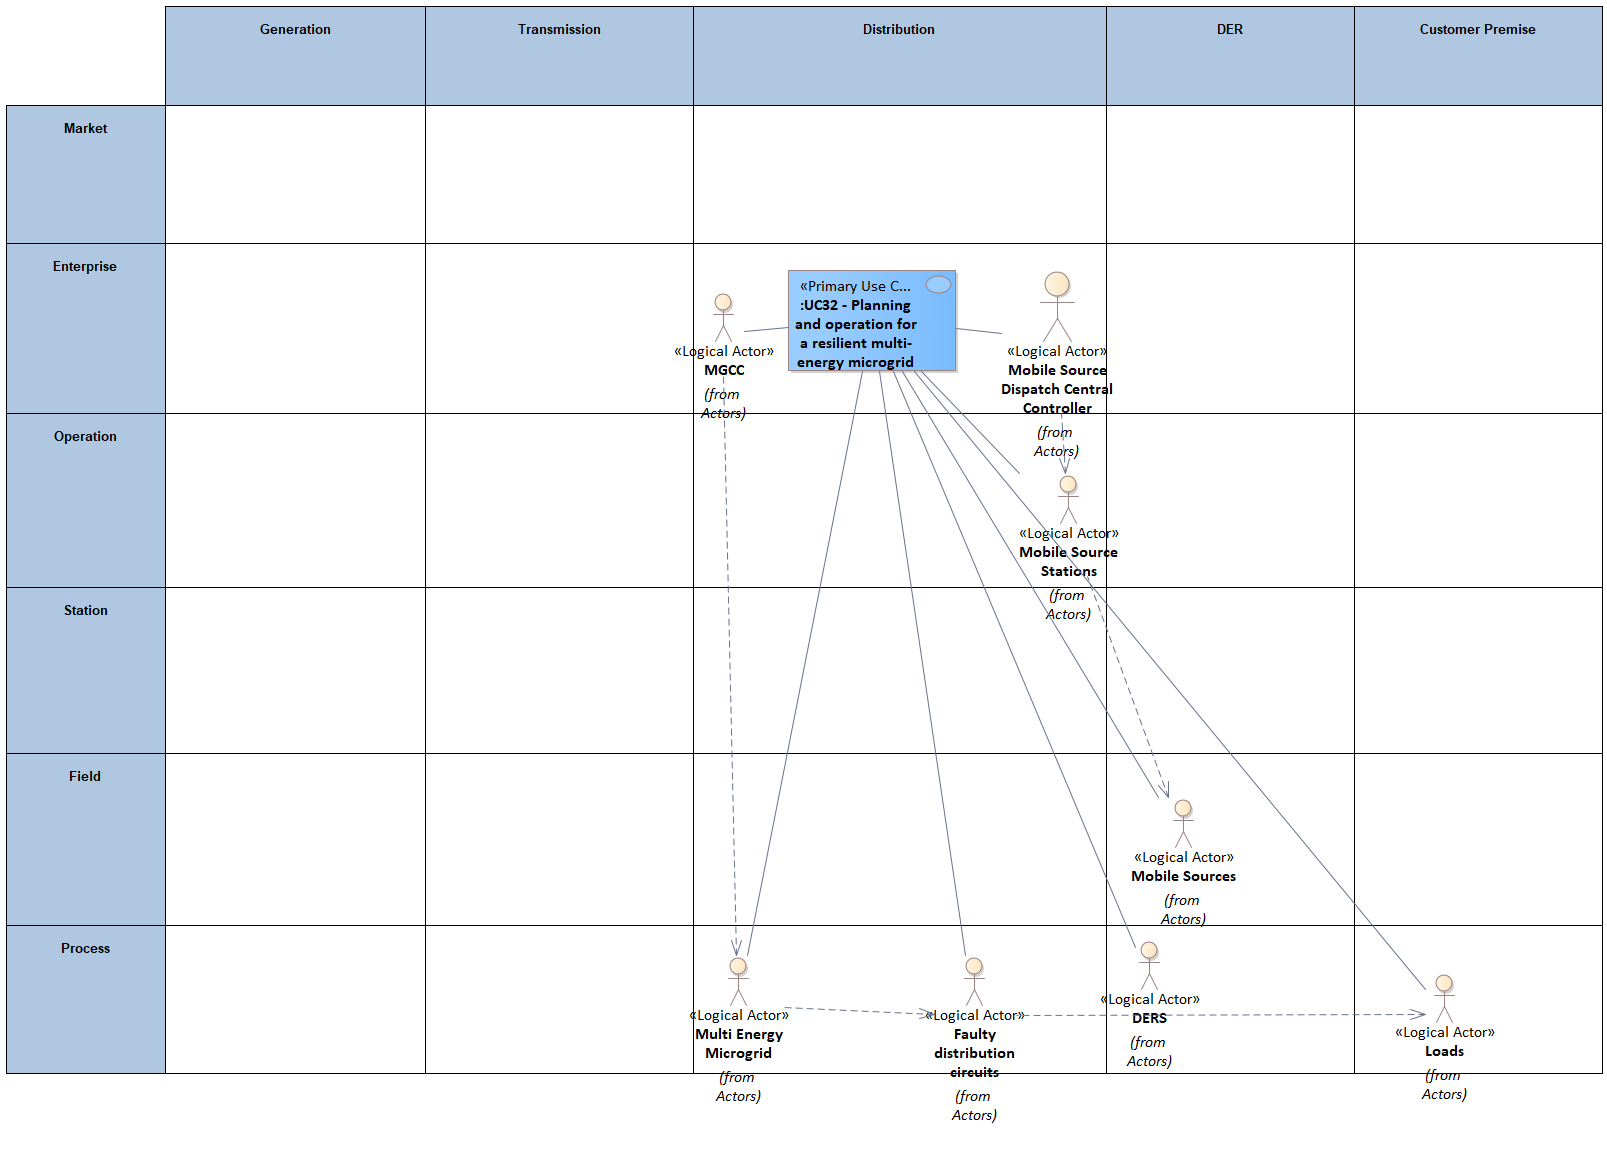 Generation
Transmission
Distribution
DER
Customer Premise
Market
Enterprise
«Primary Use C...
:UC32 - Planning
and operation for
a resilient multi-
energy microgrid
«Logical Actor»
MGCC
(from
Actors)
«Logical Actor»
Mobile Source
Dispatch Central
Controller
(from
Actors)
Operation
«Logical Actor»
Mobile Source
Stations
(from
Actors)
Station
Field
«Logical Actor»
Mobile Sources
(from
Actors)
Process
«Logical Actor»
Multi Energy
Microgrid
(from
Actors)
«Logical Actor»
Faulty
distribution
circuits
(from
Actors)
«Logical Actor»
DERS
(from
Actors)
«Logical Actor»
Loads
(from
Actors)